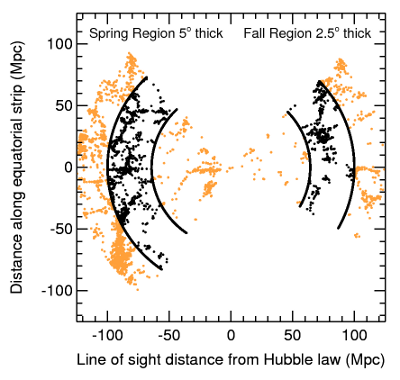 Spring Region 5° thick
Fall Region 2.5° thick
100
50
0
-50
-100
Distance along equatorial strip (Mpc)
-100
-50
0
50
100
Line of sight distance from Hubble law (Mpc)